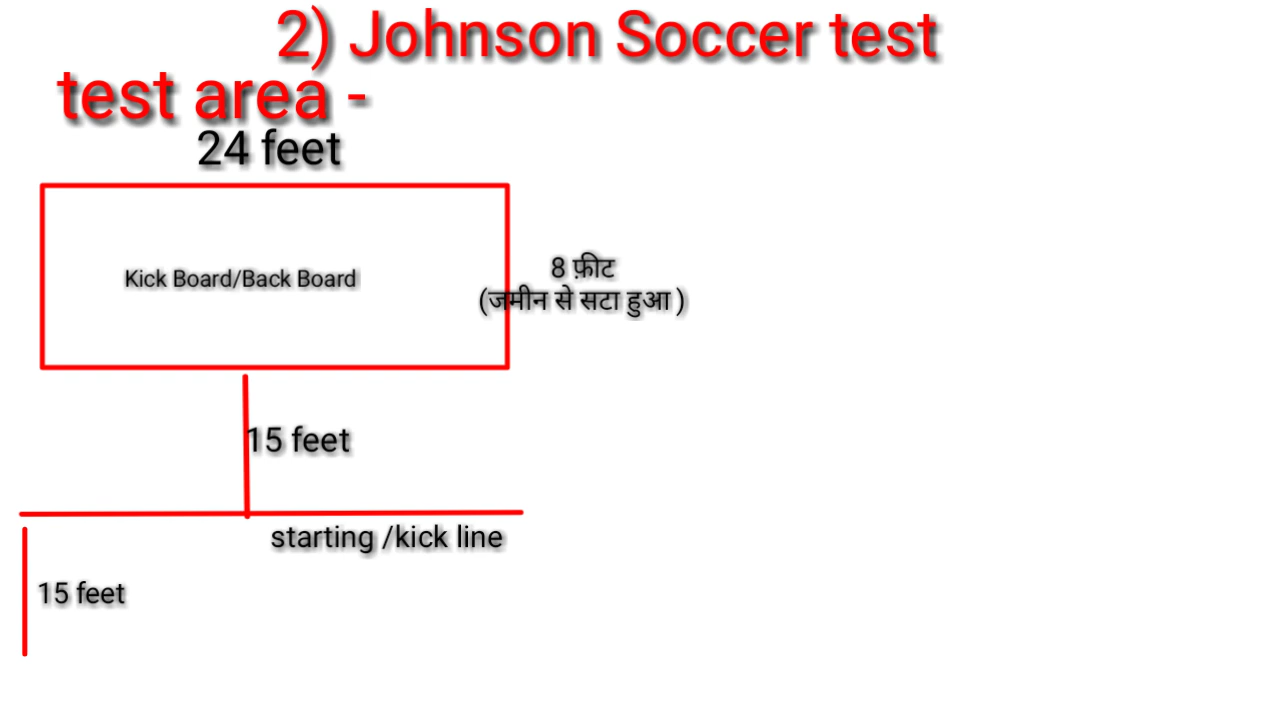 2) Johnson Soccer test
test area -
24 feet
Kick Board/Back Board
8 फ़ीट
(जमीन से सटा हुआ )
15 feet
starting /kick line
15 feet